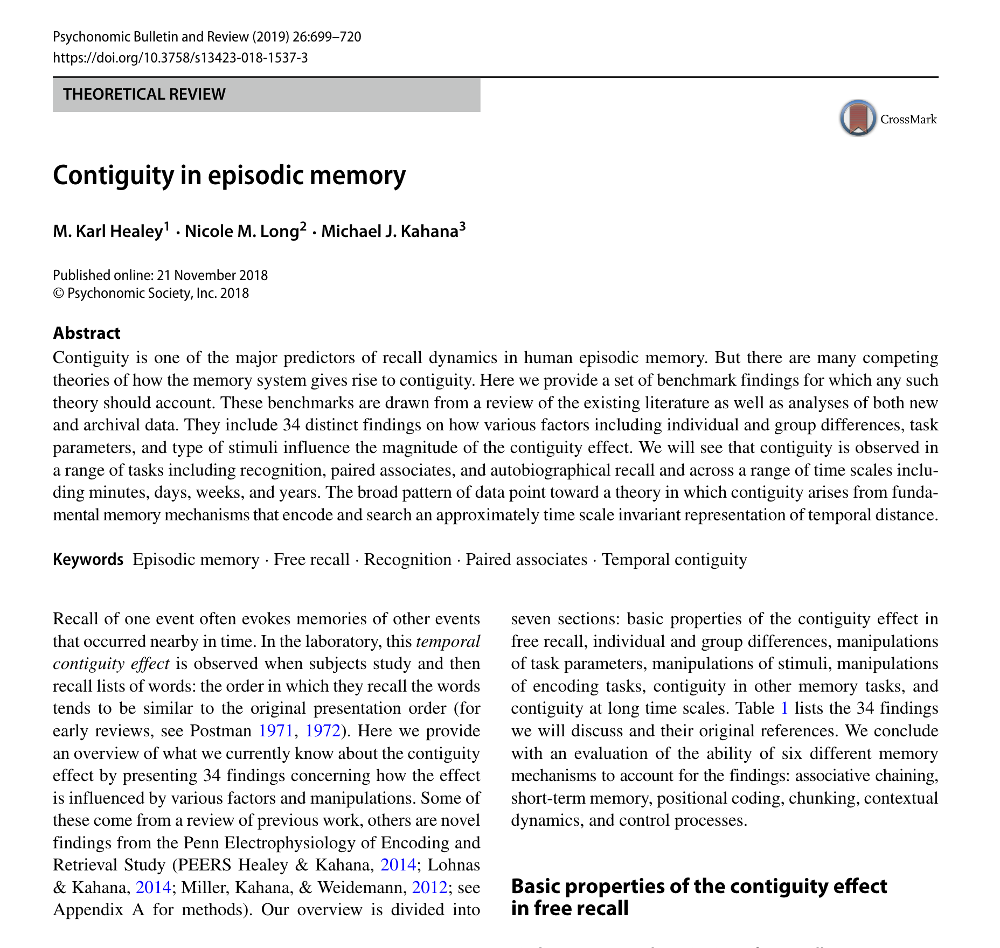 Psychonomic Bulletin and Review (2019) 26:699–720
https://doi.org/10.3758/s13423-018-1537-3
THEORETICAL REVIEW
CrossMark
Contiguity in episodic memory
M. Karl Healey1 · Nicole M. Long2 · Michael J. Kahana3
Published online: 21 November 2018
© Psychonomic Society, Inc. 2018
Abstract
Contiguity is one of the major predictors of recall dynamics in human episodic memory. But there are many competing
theories of how the memory system gives rise to contiguity. Here we provide a set of benchmark findings for which any such
theory should account. These benchmarks are drawn from a review of the existing literature as well as analyses of both new
and archival data. They include 34 distinct findings on how various factors including individual and group differences, task
parameters, and type of stimuli influence the magnitude of the contiguity effect. We will see that contiguity is observed in
a range of tasks including recognition, paired associates, and autobiographical recall and across a range of time scales inclu-
ding minutes, days, weeks, and years. The broad pattern of data point toward a theory in which contiguity arises from funda-
mental memory mechanisms that encode and search an approximately time scale invariant representation of temporal distance.
Keywords Episodic memory · Free recall · Recognition · Paired associates · Temporal contiguity
Recall of one event often evokes memories of other events
that occurred nearby in time. In the laboratory, this temporal
contiguity effect is observed when subjects study and then
recall lists of words: the order in which they recall the words
tends to be similar to the original presentation order (for
early reviews, see Postman 1971, 1972). Here we provide
an overview of what we currently know about the contiguity
effect by presenting 34 findings concerning how the effect
is influenced by various factors and manipulations. Some of
these come from a review of previous work, others are novel
findings from the Penn Electrophysiology of Encoding and
Retrieval Study (PEERS Healey & Kahana, 2014; Lohnas
& Kahana, 2014; Miller, Kahana, & Weidemann, 2012; see
Appendix A for methods). Our overview is divided into
seven sections: basic properties of the contiguity effect in
free recall, individual and group differences, manipulations
of task parameters, manipulations of stimuli, manipulations
of encoding tasks, contiguity in other memory tasks, and
contiguity at long time scales. Table 1 lists the 34 findings
we will discuss and their original references. We conclude
with an evaluation of the ability of six different memory
mechanisms to account for the findings: associative chaining,
short-term memory, positional coding, chunking, contextual
dynamics, and control processes.
Basic properties of the contiguity effect
in free recall